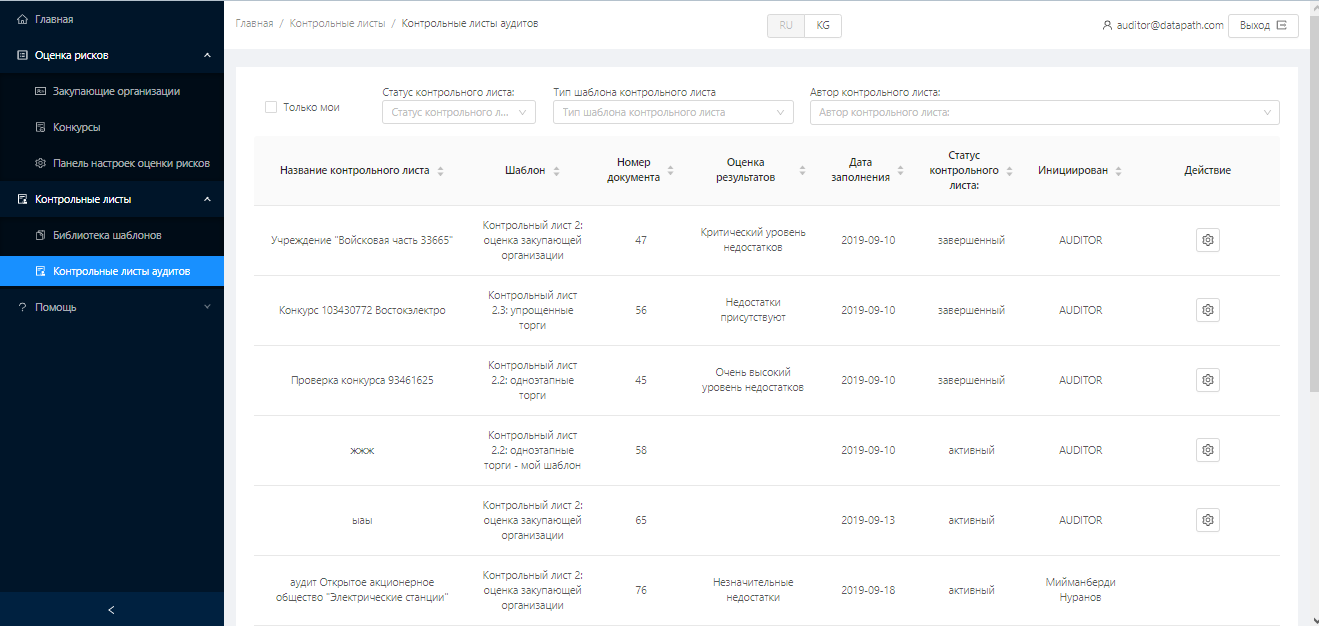 Главная
Оценка рисков
Закупающие организации
Конкурсы
Панель настроек оценки рисков
Контрольные листы
Библиотека шаблонов
Контрольные листы аудитов
Помощь
Главная / Контрольные листы / Контрольные листы аудитов
RU KG
auditor@datapath.com Выход
Только мои
Статус контрольного листа:
Статус контрольного л...
Тип шаблона контрольного листа
Тип шаблона контрольного листа
Автор контрольного листа:
Автор контрольного листа:
Название контрольного листа
Шаблон
Номер
документа
Оценка
результатов
Дата
заполнения
Статус
контрольного
листа:
Инициирован
Действие
Учреждение "Войсковая часть 33665"
Контрольный лист 2:
оценка закупающей
организации
47
Критический уровень
недостатков
2019-09-10
завершенный
AUDITOR
Конкурс 103430772 Востокэлектро
Контрольный лист
2.3: упрощенные
торги
56
Недостатки
присутствуют
2019-09-10
завершенный
AUDITOR
Проверка конкурса 93461625
Контрольный лист
2.2: одноэтапные
торги
45
Очень высокий
уровень недостатков
2019-09-10
завершенный
AUDITOR
жжж
Контрольный лист
2.2: одноэтапные
торги - мой шаблон
58
2019-09-10
активный
AUDITOR
ыаы
Контрольный лист 2:
оценка закупающей
организации
65
2019-09-13
активный
AUDITOR
аудит Открытое акционерное
общество "Электрические станции"
Контрольный лист 2:
оценка закупающей
организации
76
Незначительные
недостатки
2019-09-18
активный
Мийманберди
Нуранов